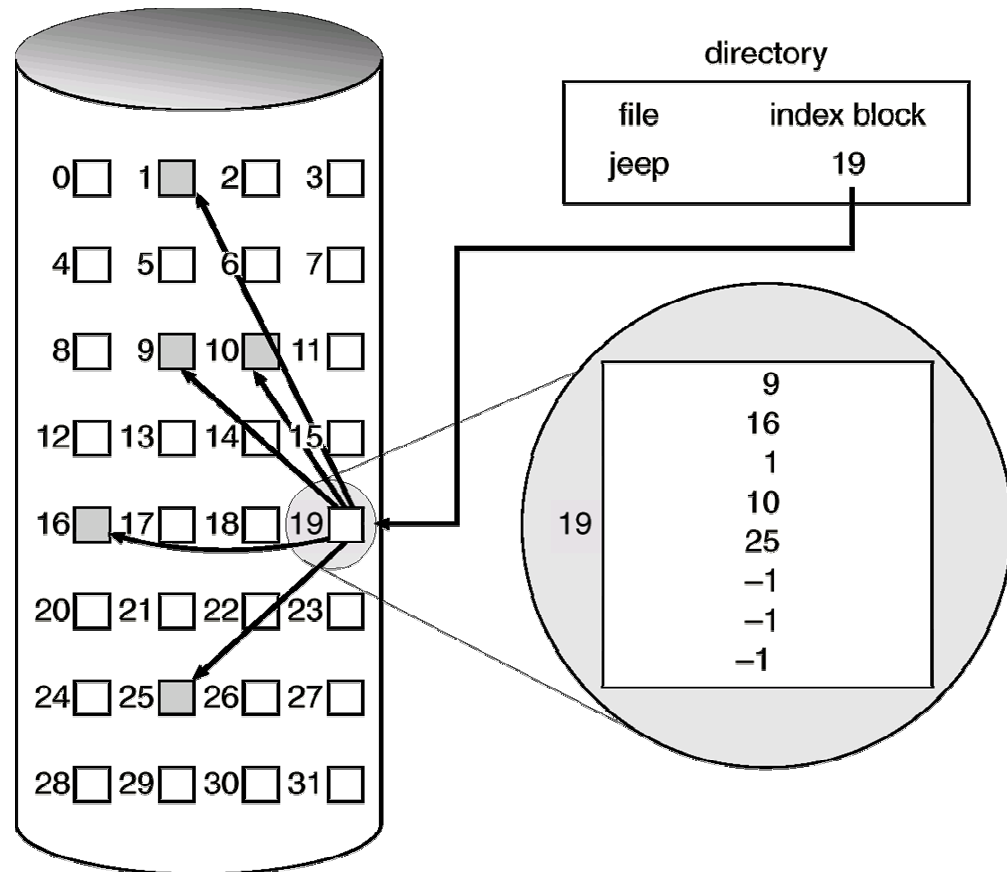 directory
file index block
jeep 19
0 1 2 3
4 5 6 7
8 9 10 11
12 13 14 15
16 17 18 19
20 21 22 23
24 25 26 27
28 29 30 31
19
9
16
1
10
25
–1
–1
–1